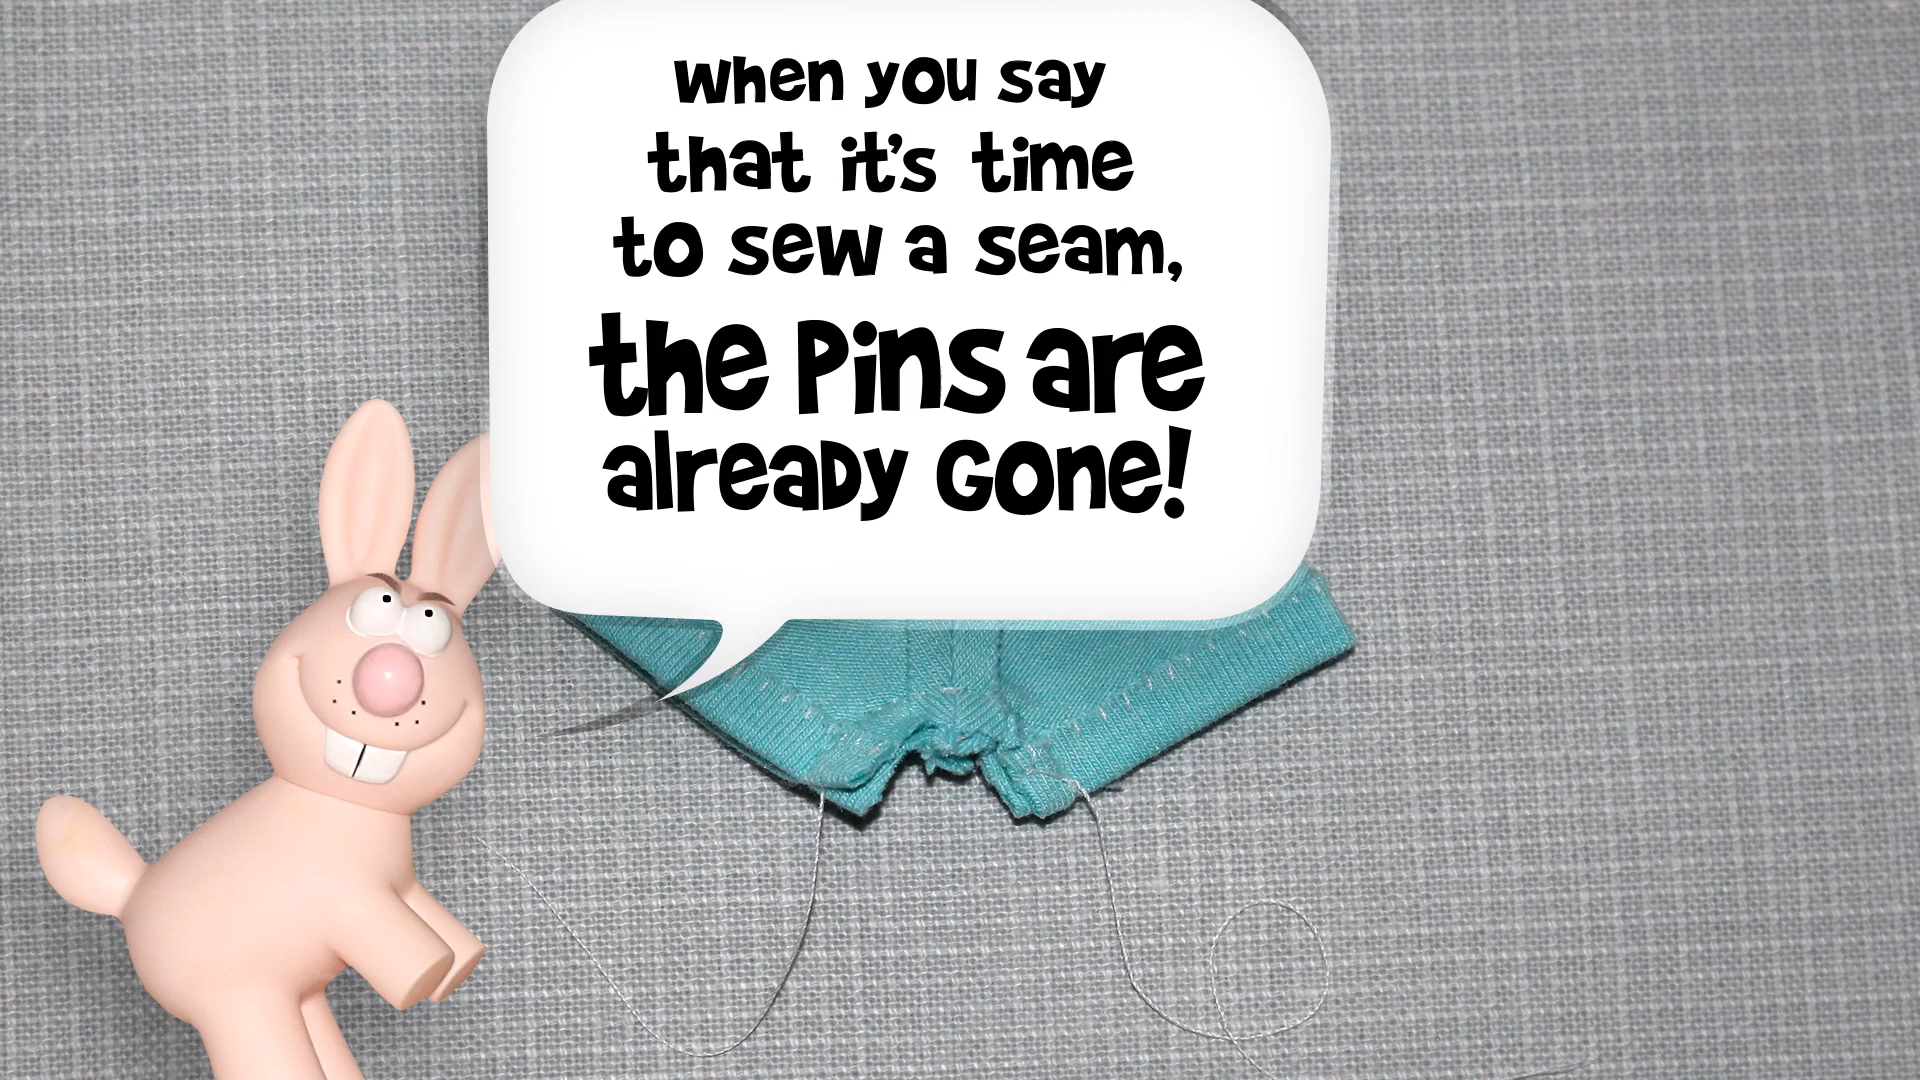 when you say
that it's time
to sew a seam,
the Pins are
already Gone!